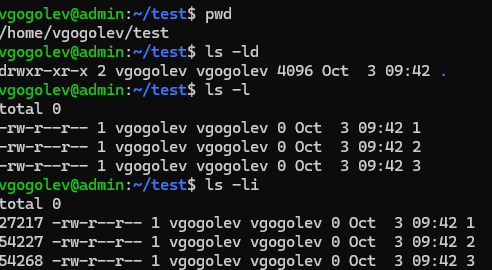 vgogolev@admin:~/test$ pwd
/home/vgogolev/test
vgogolev@admin:~/test$ ls -ld
drwxr-xr-x 2 vgogolev vgogolev 4096 Oct  3 09:42 .
vgogolev@admin:~/test$ ls -l
total 0
-rw-r--r-- 1 vgogolev vgogolev 0 Oct  3 09:42 1
-rw-r--r-- 1 vgogolev vgogolev 0 Oct  3 09:42 2
-rw-r--r-- 1 vgogolev vgogolev 0 Oct  3 09:42 3
vgogolev@admin:~/test$ ls -li
total 0
27217 -rw-r--r-- 1 vgogolev vgogolev 0 Oct  3 09:42 1
54227 -rw-r--r-- 1 vgogolev vgogolev 0 Oct  3 09:42 2
54268 -rw-r--r-- 1 vgogolev vgogolev 0 Oct  3 09:42 3